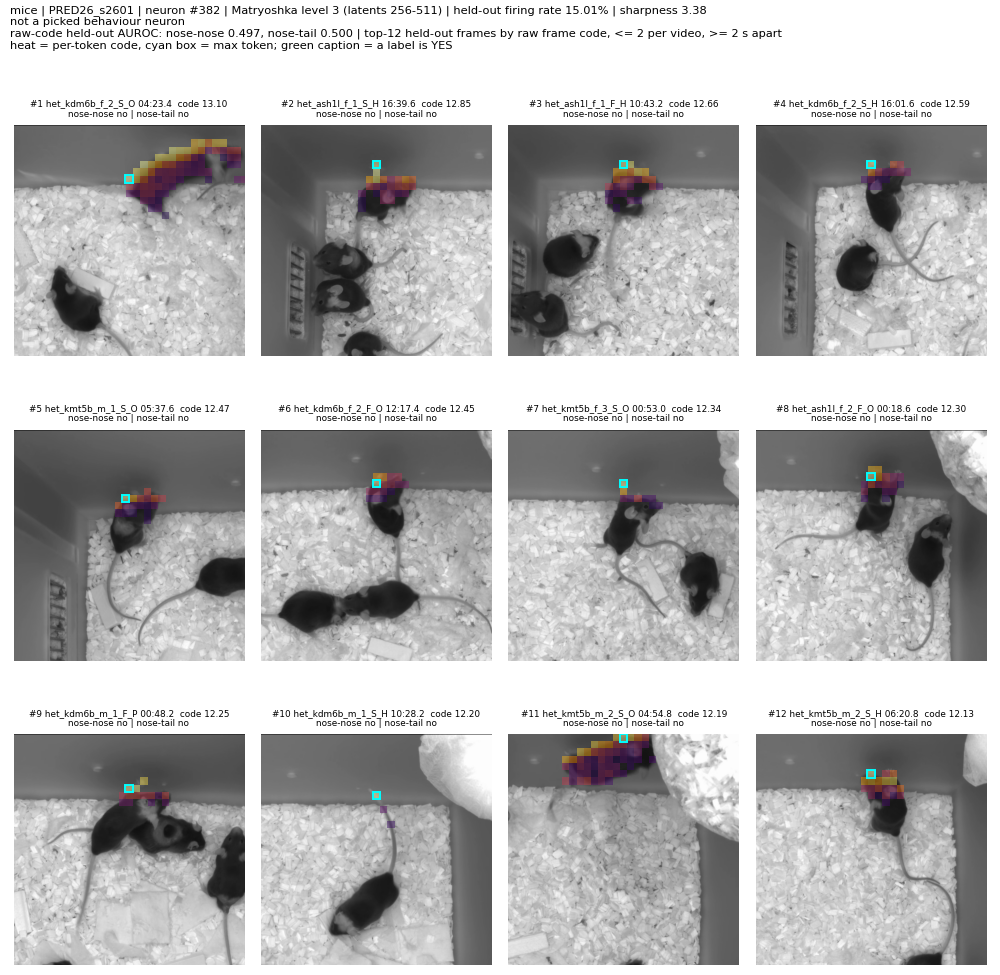 mice | PRED26_s2601 | neuron #382 | Matryoshka level 3 (latents 256-511) | held-out firing rate 15.01% | sharpness 3.38
not a picked behaviour neuron
raw-code held-out AUROC: nose-nose 0.497, nose-tail 0.500 | top-12 held-out frames by raw frame code, <= 2 per video, >= 2 s apart
heat = per-token code, cyan box = max token; green caption = a label is YES
#1 het_kdm6b_f_2_S_O 04:23.4 code 13.10
nose-nose no | nose-tail no
#2 het_ash1l_f_1_S_H 16:39.6 code 12.85
nose-nose no | nose-tail no
#3 het_ash1l_f_1_F_H 10:43.2 code 12.66
nose-nose no | nose-tail no
#4 het_kdm6b_f_2_S_H 16:01.6 code 12.59
nose-nose no | nose-tail no
#5 het_kmt5b_m_1_S_O 05:37.6 code 12.47
nose-nose no | nose-tail no
#6 het_kdm6b_f_2_F_O 12:17.4 code 12.45
nose-nose no | nose-tail no
#7 het_kmt5b_f_3_S_O 00:53.0 code 12.34
nose-nose no | nose-tail no
#8 het_ash1l_f_2_F_O 00:18.6 code 12.30
nose-nose no | nose-tail no
#9 het_kdm6b_m_1_F_P 00:48.2 code 12.25
nose-nose no | nose-tail no
#10 het_kdm6b_m_1_S_H 10:28.2 code 12.20
nose-nose no | nose-tail no
#11 het_kmt5b_m_2_S_O 04:54.8 code 12.19
nose-nose no | nose-tail no
#12 het_kmt5b_m_2_S_H 06:20.8 code 12.13
nose-nose no | nose-tail no